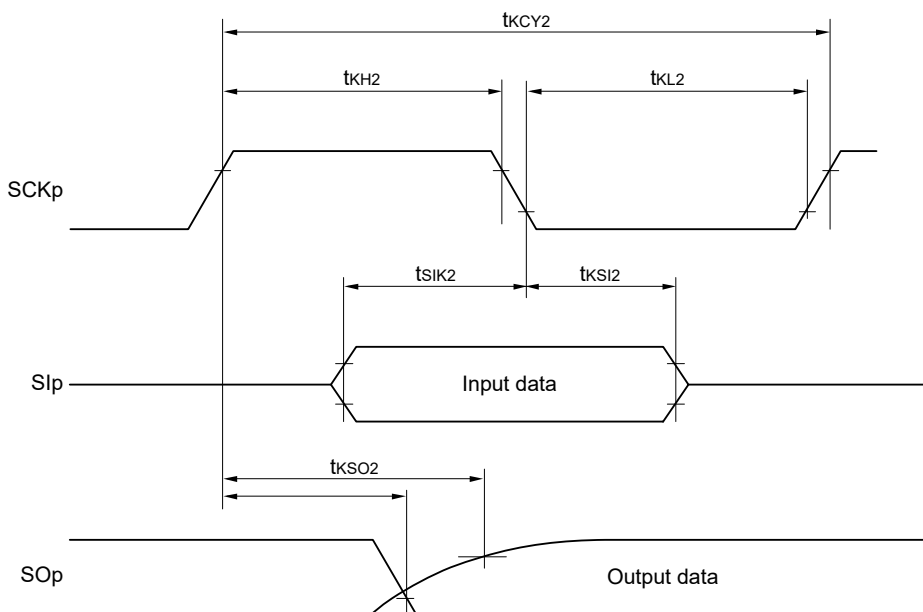 tKCY2
tKH2
tKL2
SCKp
tSIK2
tKSI2
SIp
Input data
tKSO2
SOp
Output data